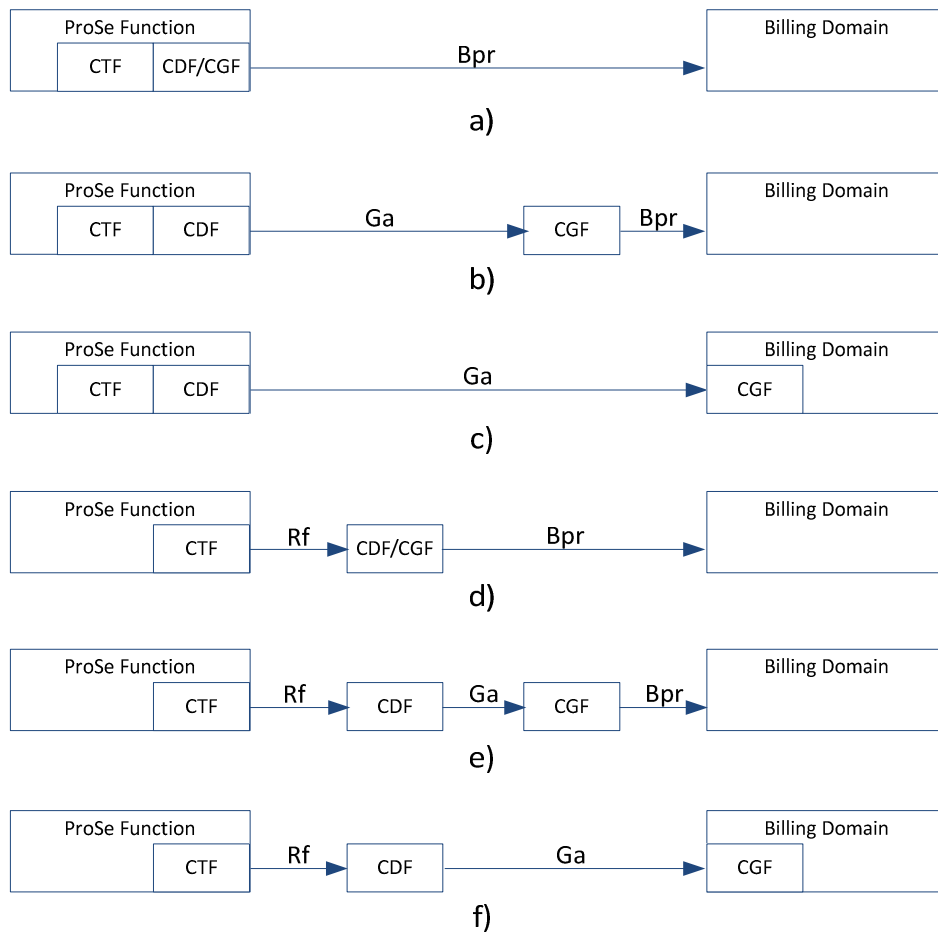 ProSe Function
Billing Domain
CTF
CDF/CGF
Bpr
a)
ProSe Function
Billing Domain
CTF
CDF
Ga
CGF
Bpr
b)
ProSe Function
Billing Domain
CTF
CDF
Ga
CGF
c)
ProSe Function
Billing Domain
CTF
Rf
CDF/CGF
Bpr
d)
ProSe Function
Billing Domain
CTF
Rf
CDF
Ga
CGF
Bpr
e)
ProSe Function
Billing Domain
CTF
Rf
CDF
Ga
CGF
f)